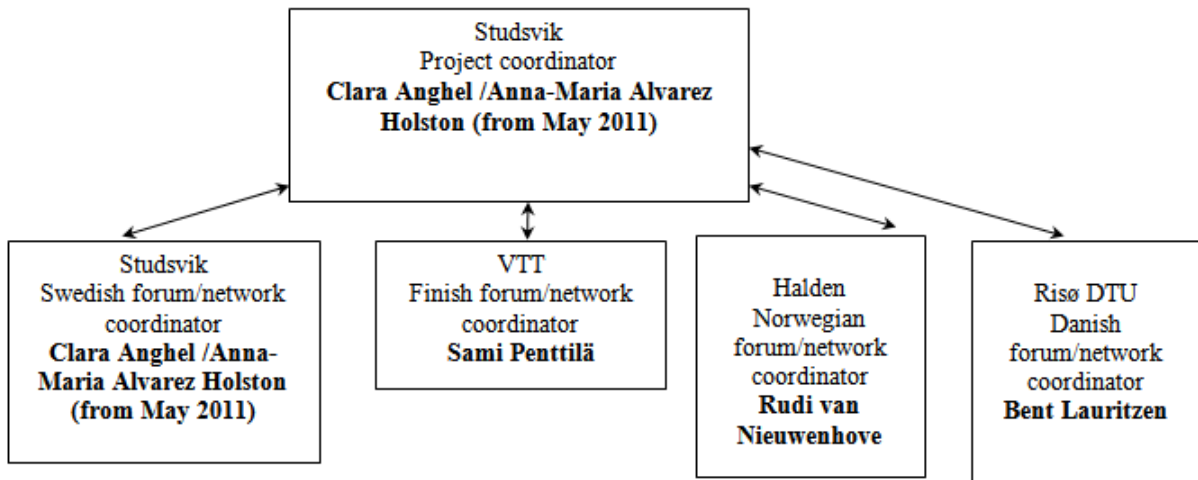 Studsvik
Project coordinator
Clara Anghel /Anna-Maria Alvarez
Holston (from May 2011)
Studsvik
Swedish forum/network
coordinator
Clara Anghel /Anna-
Maria Alvarez Holston
(from May 2011)
VTT
Finish forum/network
coordinator
Sami Penttilä
Halden
Norwegian
forum/network
coordinator
Rudi van
Nieuwenhove
Risø DTU
Danish
forum/network
coordinator
Bent Lauritzen